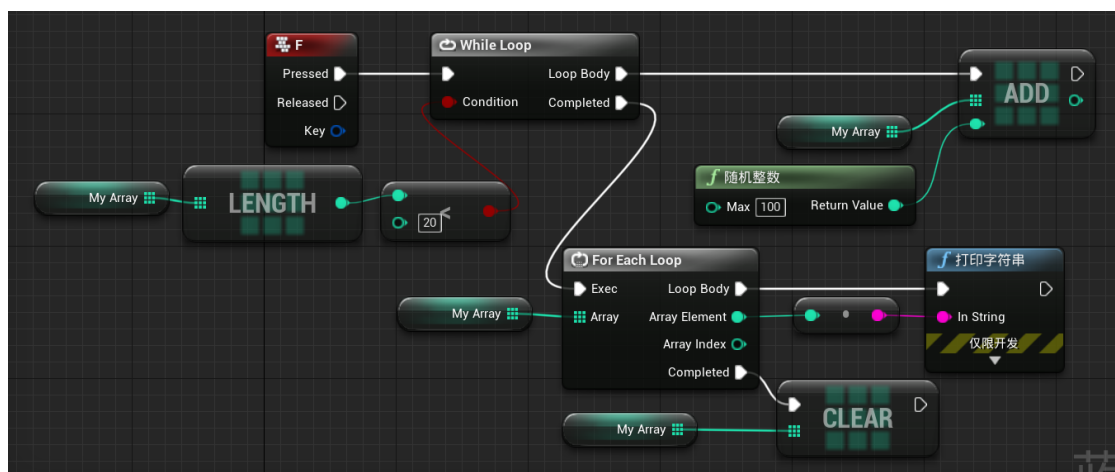 F
Pressed
Released
Key
While Loop
Loop Body
Condition
Completed
ADD
My Array
随机整数
Max 100
Return Value
My Array
LENGTH
20
<
For Each Loop
Exec
Loop Body
Array
Array Element
Array Index
Completed
My Array
打印字符串
In String
仅限开发
My Array
CLEAR